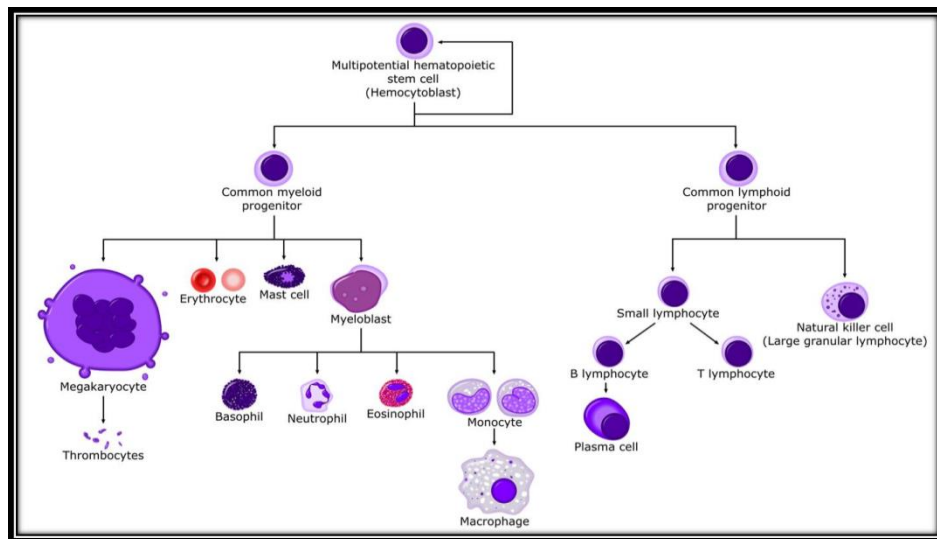 Multipotential hematopoietic
stem cell
(Hemocytoblast)
Common myeloid
progenitor
Common lymphoid
progenitor
Erythrocyte
Mast cell
Myeloblast
Small lymphocyte
Natural killer cell
(Large granular lymphocyte)
Megakaryocyte
B lymphocyte
T lymphocyte
Basophil
Neutrophil
Eosinophil
Monocyte
Plasma cell
Thrombocytes
Macrophage